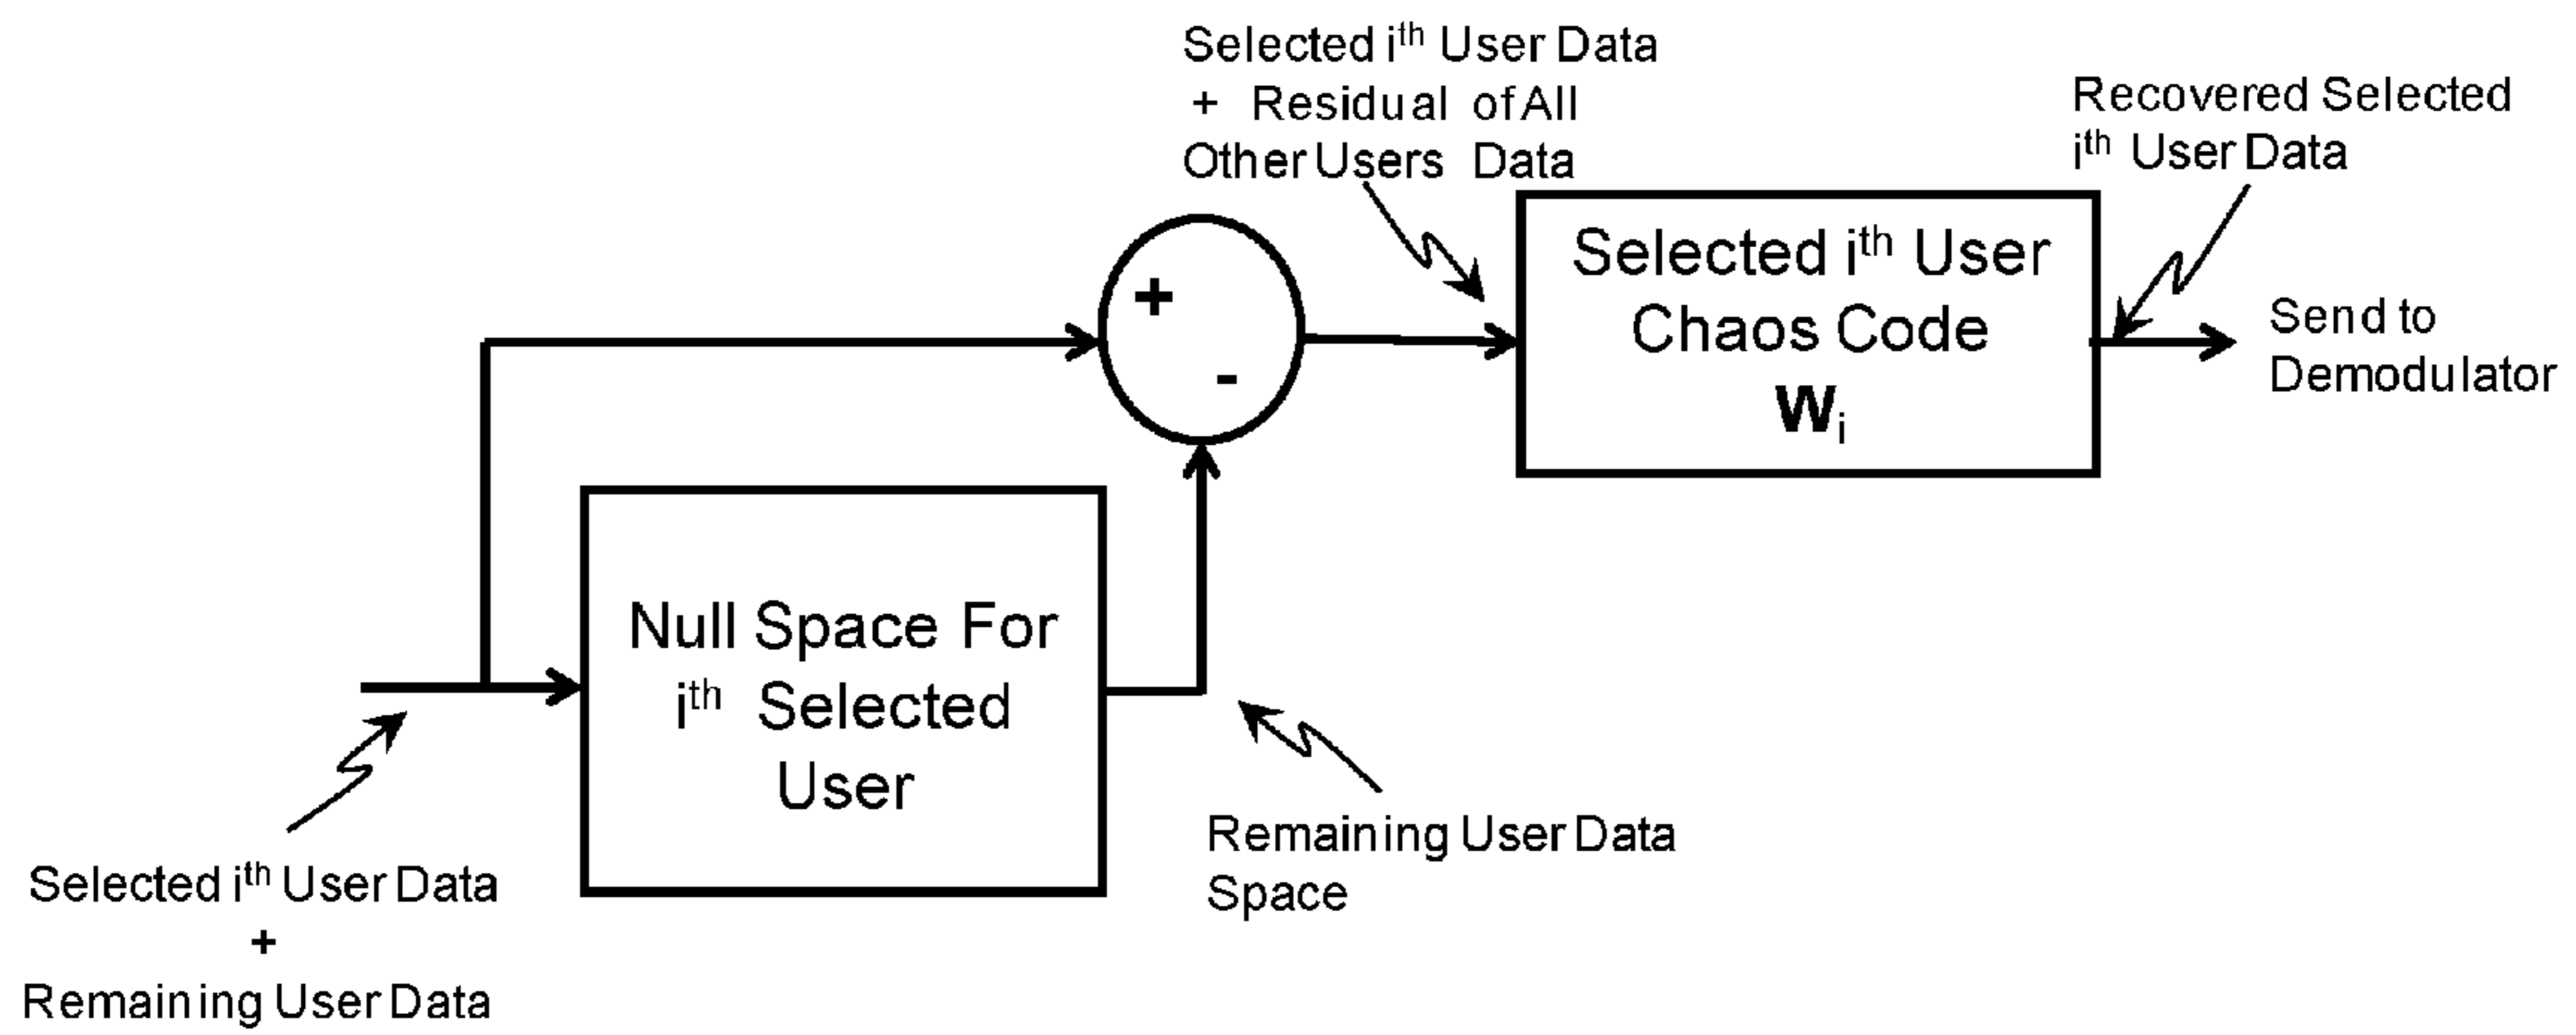 Selected ith User Data
+ Residual of All
Other Users Data
Recovered Selected
ith User Data
+
-
Selected ith User
Chaos Code
Wi
Send to
Demodulator
Null Space For
ith Selected
User
Selected ith User Data
+
Remaining User Data
Remaining User Data
Space